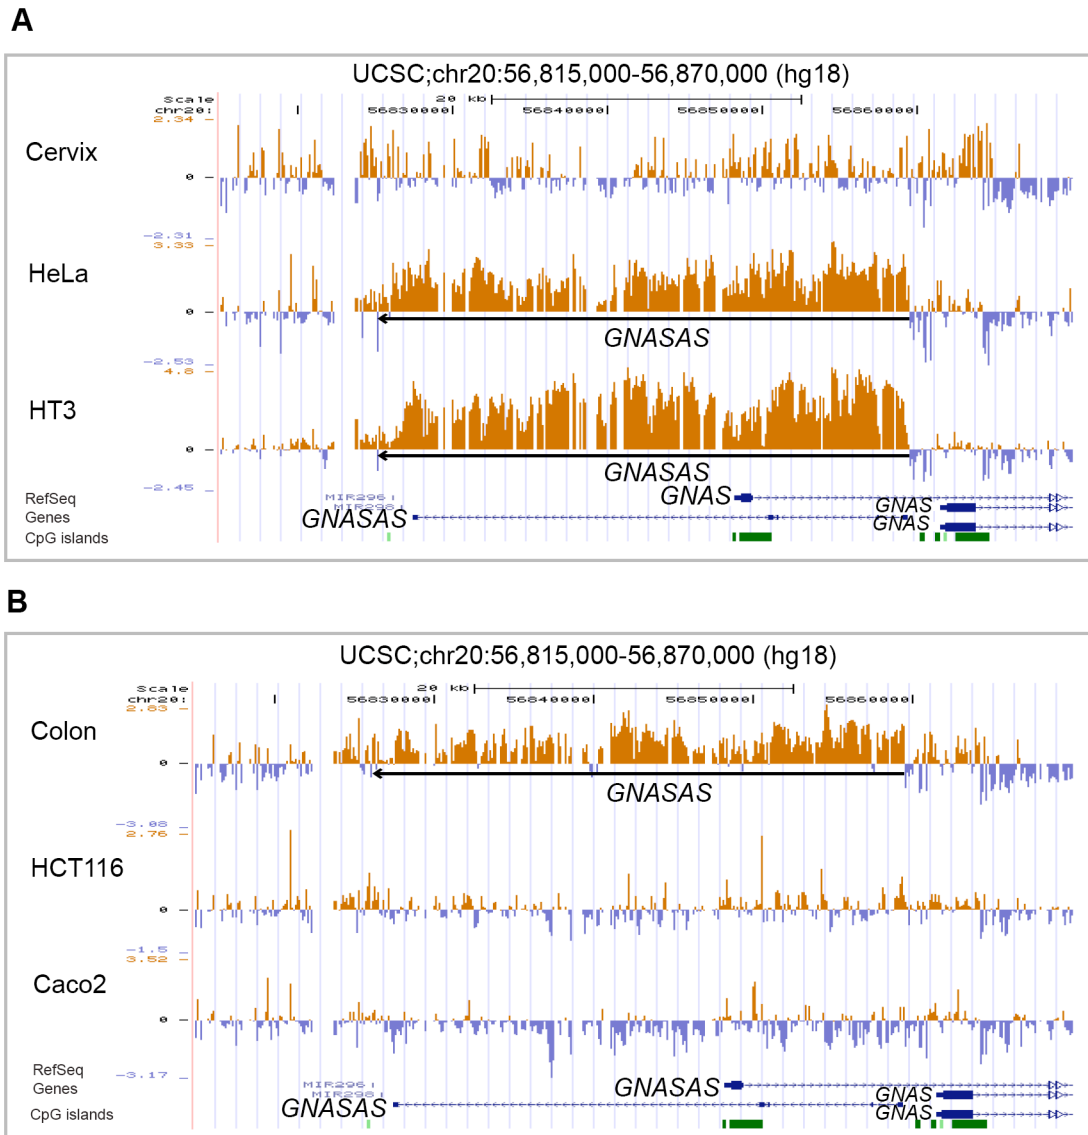 A
UCSC;chr20:56,815,000-56,870,000 (hg18)
Scale 20 kb
chr20: 56830000 56840000 56850000 56860000
2.34
Cervix
0
-2.31
3.33
HeLa
0
GNASAS
-2.53
4.8
HT3
0
GNASAS
-2.45
RefSeq Genes
MIR296 GNAS
MIR298 GNAS
GNASAS
GNAS
CpG islands
B
UCSC;chr20:56,815,000-56,870,000 (hg18)
Scale 20 kb
chr20: 56830000 56840000 56850000 56860000
2.83
Colon
0
GNASAS
-3.08
2.76
HCT116
0
-1.5
3.52
Caco2
0
-3.17
RefSeq Genes
MIR296 GNASAS
MIR298 GNAS
GNASAS
GNAS
CpG islands